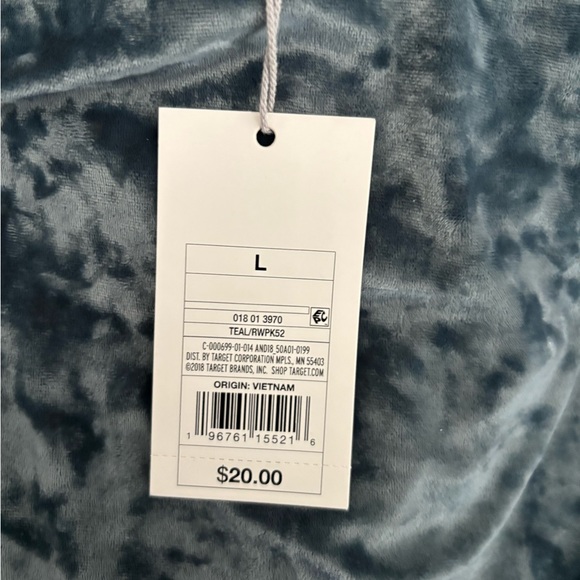 L
018 01 3970
TEAL/RWPK52
C-000699-01-014 AND18_50A01-0199
DIST. BY TARGET CORPORATION MPLS., MN 55403
©2018 TARGET BRANDS, INC. SHOP TARGET.COM
ORIGIN: VIETNAM
1 96761 15521 6
$20.00